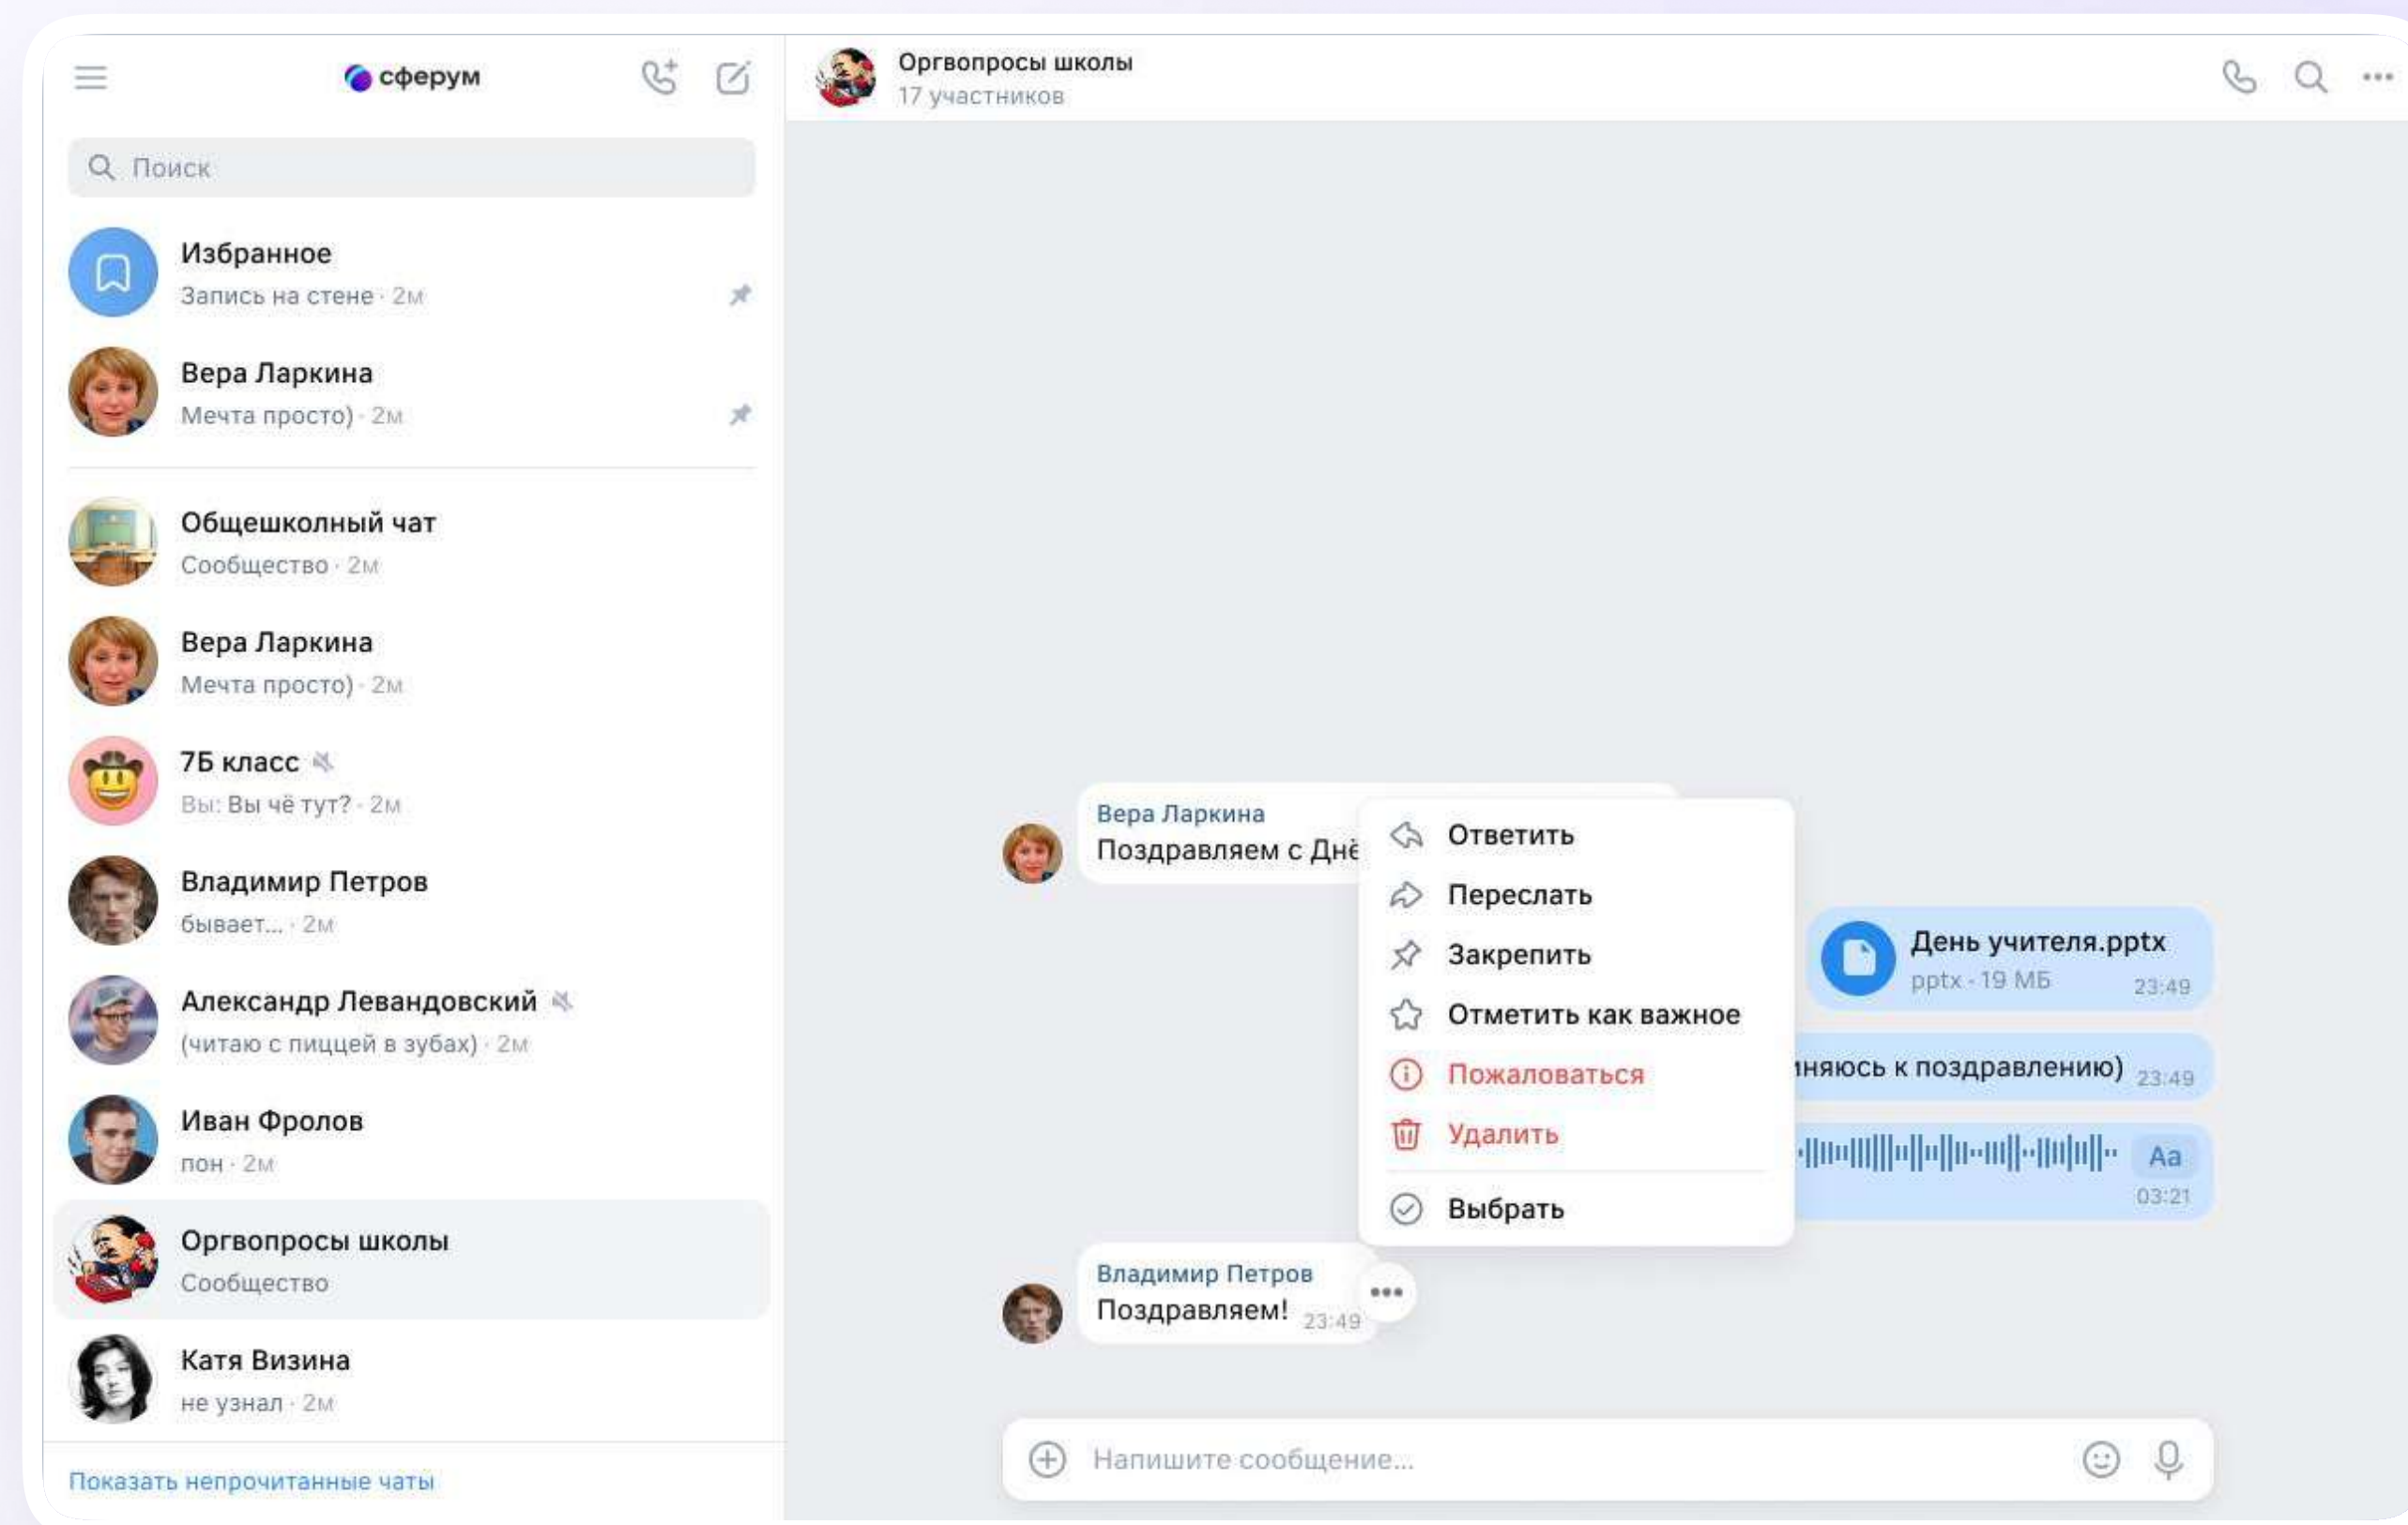 сферум
Поиск
Избранное
Запись на стене · 2м
Вера Ларкина
Мечта просто) · 2м
Общешколный чат
Сообщество · 2м
Вера Ларкина
Мечта просто) · 2м
7Б класс
Вы: Вы чё тут? · 2м
Владимир Петров
бывает... · 2м
Александр Левандовский
(читаю с пиццей в зубах) · 2м
Иван Фролов
пон · 2м
Оргвопросы школы
Сообщество
Катя Визина
не узнал · 2м
Показать непрочитанные чаты
Оргвопросы школы
17 участников
Вера Ларкина
Поздравляем с
Ответить
Переслать
Закрепить
Отметить как важное
Пожаловаться
Удалить
Выбрать
День учителя.pptx
pptx · 19 МБ 23:49
к поздравлению) 23:49
Aa
03:21
Владимир Петров
Поздравляем! 23:49
Напишите сообщение...